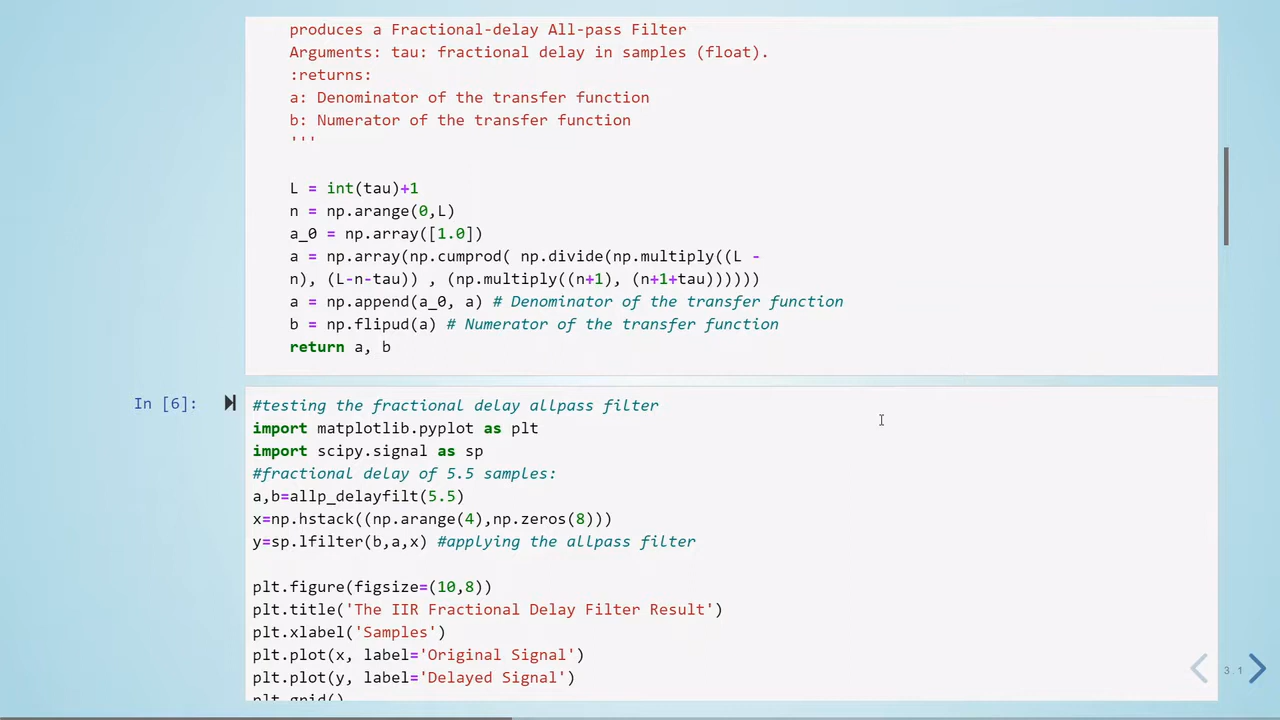 produces a Fractional-delay All-pass Filter
Arguments: tau: fractional delay in samples (float).
:returns:
a: Denominator of the transfer function
b: Numerator of the transfer function
'''
L = int(tau)+1
n = np.arange(0,L)
a_0 = np.array([1.0])
a = np.array(np.cumprod( np.divide(np.multiply((L -
n), (L-n-tau)) , (np.multiply((n+1), (n+1+tau))))))
a = np.append(a_0, a) # Denominator of the transfer function
b = np.flipud(a) # Numerator of the transfer function
return a, b
In [6]:
#testing the fractional delay allpass filter
import matplotlib.pyplot as plt
import scipy.signal as sp
#fractional delay of 5.5 samples:
a,b=allp_delayfilt(5.5)
x=np.hstack((np.arange(4),np.zeros(8)))
y=sp.lfilter(b,a,x) #applying the allpass filter
plt.figure(figsize=(10,8))
plt.title('The IIR Fractional Delay Filter Result')
plt.xlabel('Samples')
plt.plot(x, label='Original Signal')
plt.plot(y, label='Delayed Signal')
plt.grid()
3.1